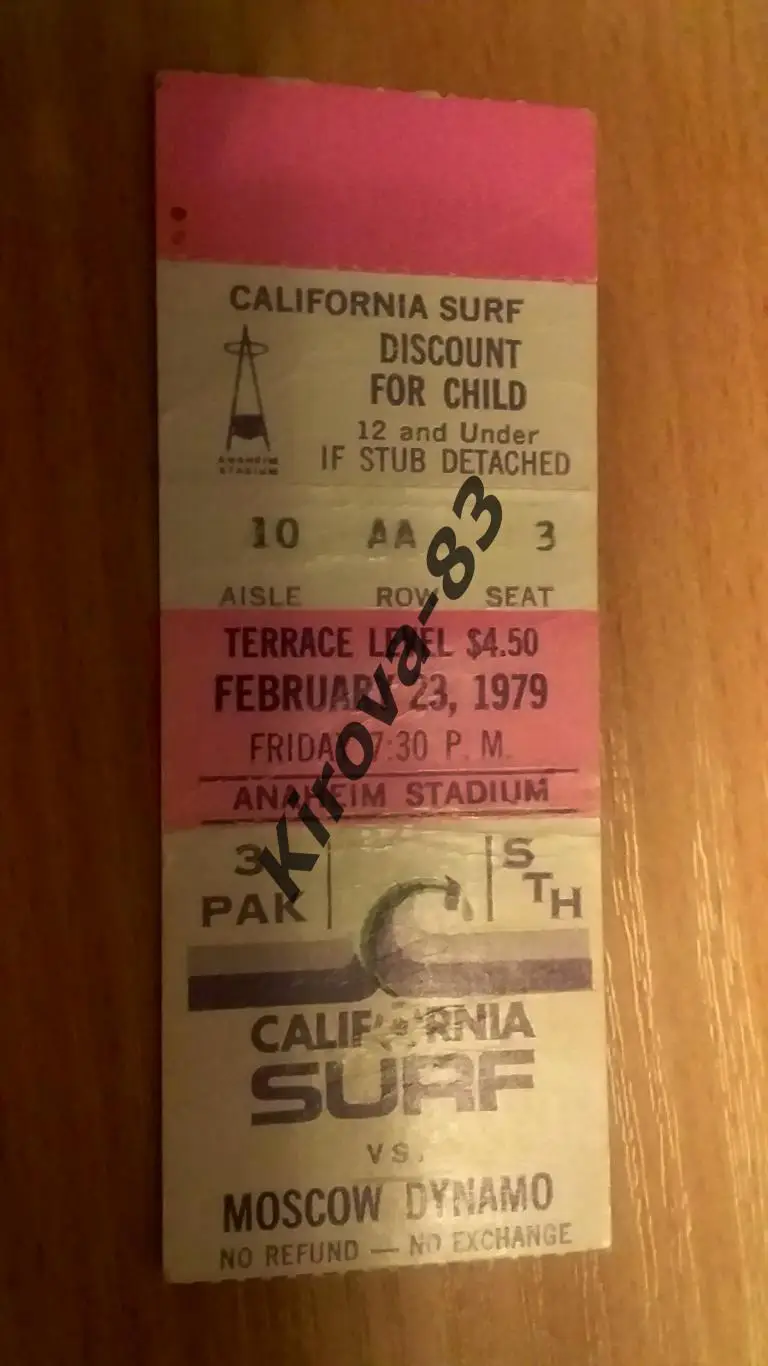 CALIFORNIA SURF
DISCOUNT
FOR CHILD
12 and Under
IF STUB DETACHED
ANAHEIM
STADIUM
10 AA 3
AISLE ROW SEAT
TERRACE LEVEL $4.50
FEBRUARY 23, 1979
FRIDAY 7:30 P. M.
ANAHEIM STADIUM
3
PAK
STH
CALIFORNIA
SURF
VS.
MOSCOW DYNAMO
NO REFUND — NO EXCHANGE
Kirova-83